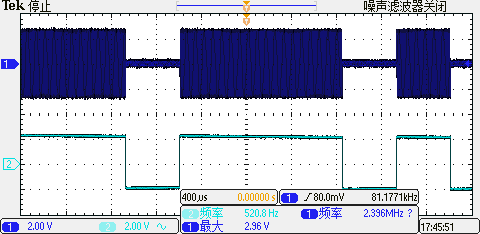 Tek 停止 噪声滤波器关闭
1
2
400µs 0.00000 s 1 80.0mV 81.1771kHz
2 频率 520.8 Hz 1 频率 2.396MHz ?
1 2.00 V 2 2.00 V 1 最大 2.96 V 17:45:51